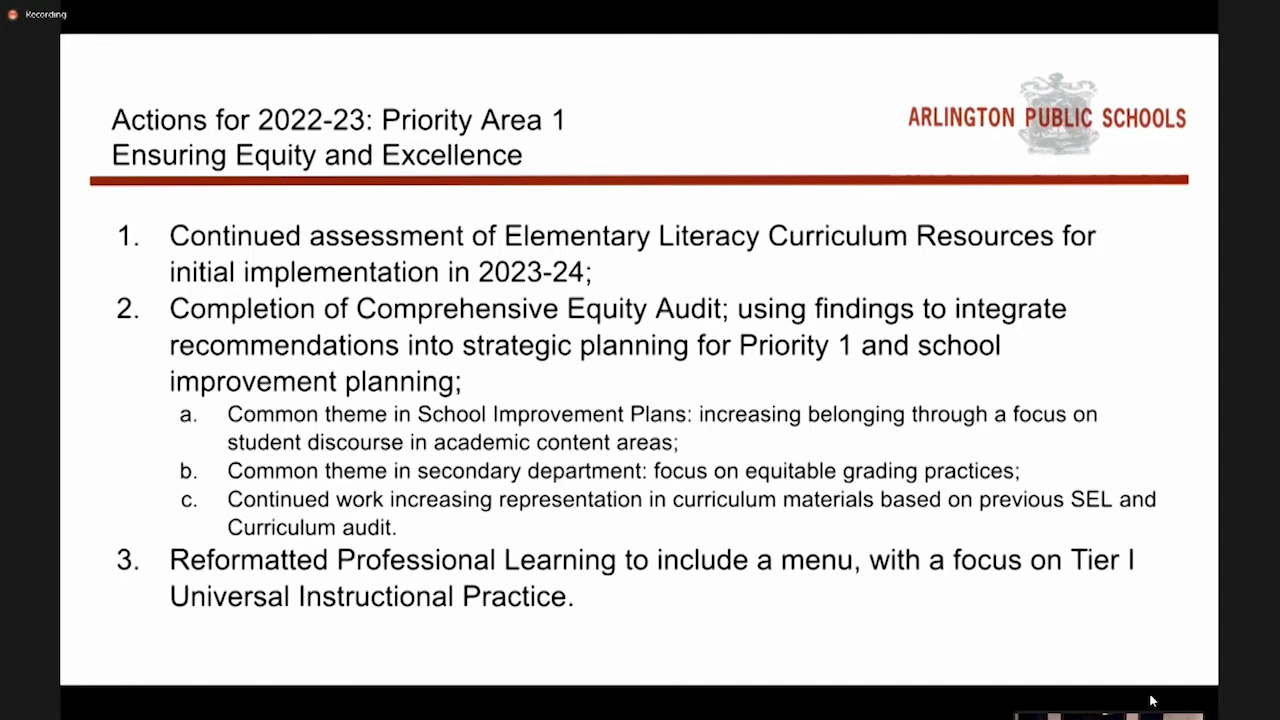 Recording
Actions for 2022-23: Priority Area 1
Ensuring Equity and Excellence
ARLINGTON PUBLIC SCHOOLS
1. Continued assessment of Elementary Literacy Curriculum Resources for
initial implementation in 2023-24;
2. Completion of Comprehensive Equity Audit; using findings to integrate
recommendations into strategic planning for Priority 1 and school
improvement planning;
a. Common theme in School Improvement Plans: increasing belonging through a focus on
student discourse in academic content areas;
b. Common theme in secondary department: focus on equitable grading practices;
c. Continued work increasing representation in curriculum materials based on previous SEL and
Curriculum audit.
3. Reformatted Professional Learning to include a menu, with a focus on Tier I
Universal Instructional Practice.